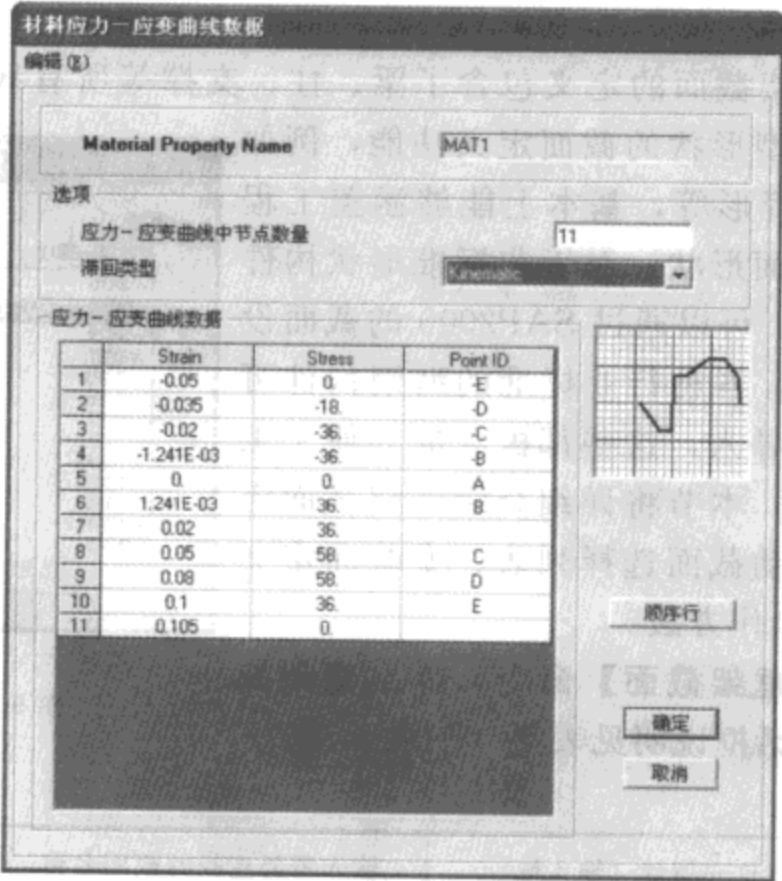 材料应力-应变曲线数据
编辑(E)
Material Property Name MAT1
选项
应力-应变曲线中节点数量 11
滞回类型 Kinematic
应力-应变曲线数据
Strain Stress Point ID
1 -0.05 0. -E
2 -0.035 -18. -D
3 -0.02 -36. -C
4 -1.241E-03 -36. -B
5 0. 0. A
6 1.241E-03 36. B
7 0.02 36.
8 0.05 58. C
9 0.08 58. D
10 0.1 36. E
11 0.105 0.
顺序行
确定
取消